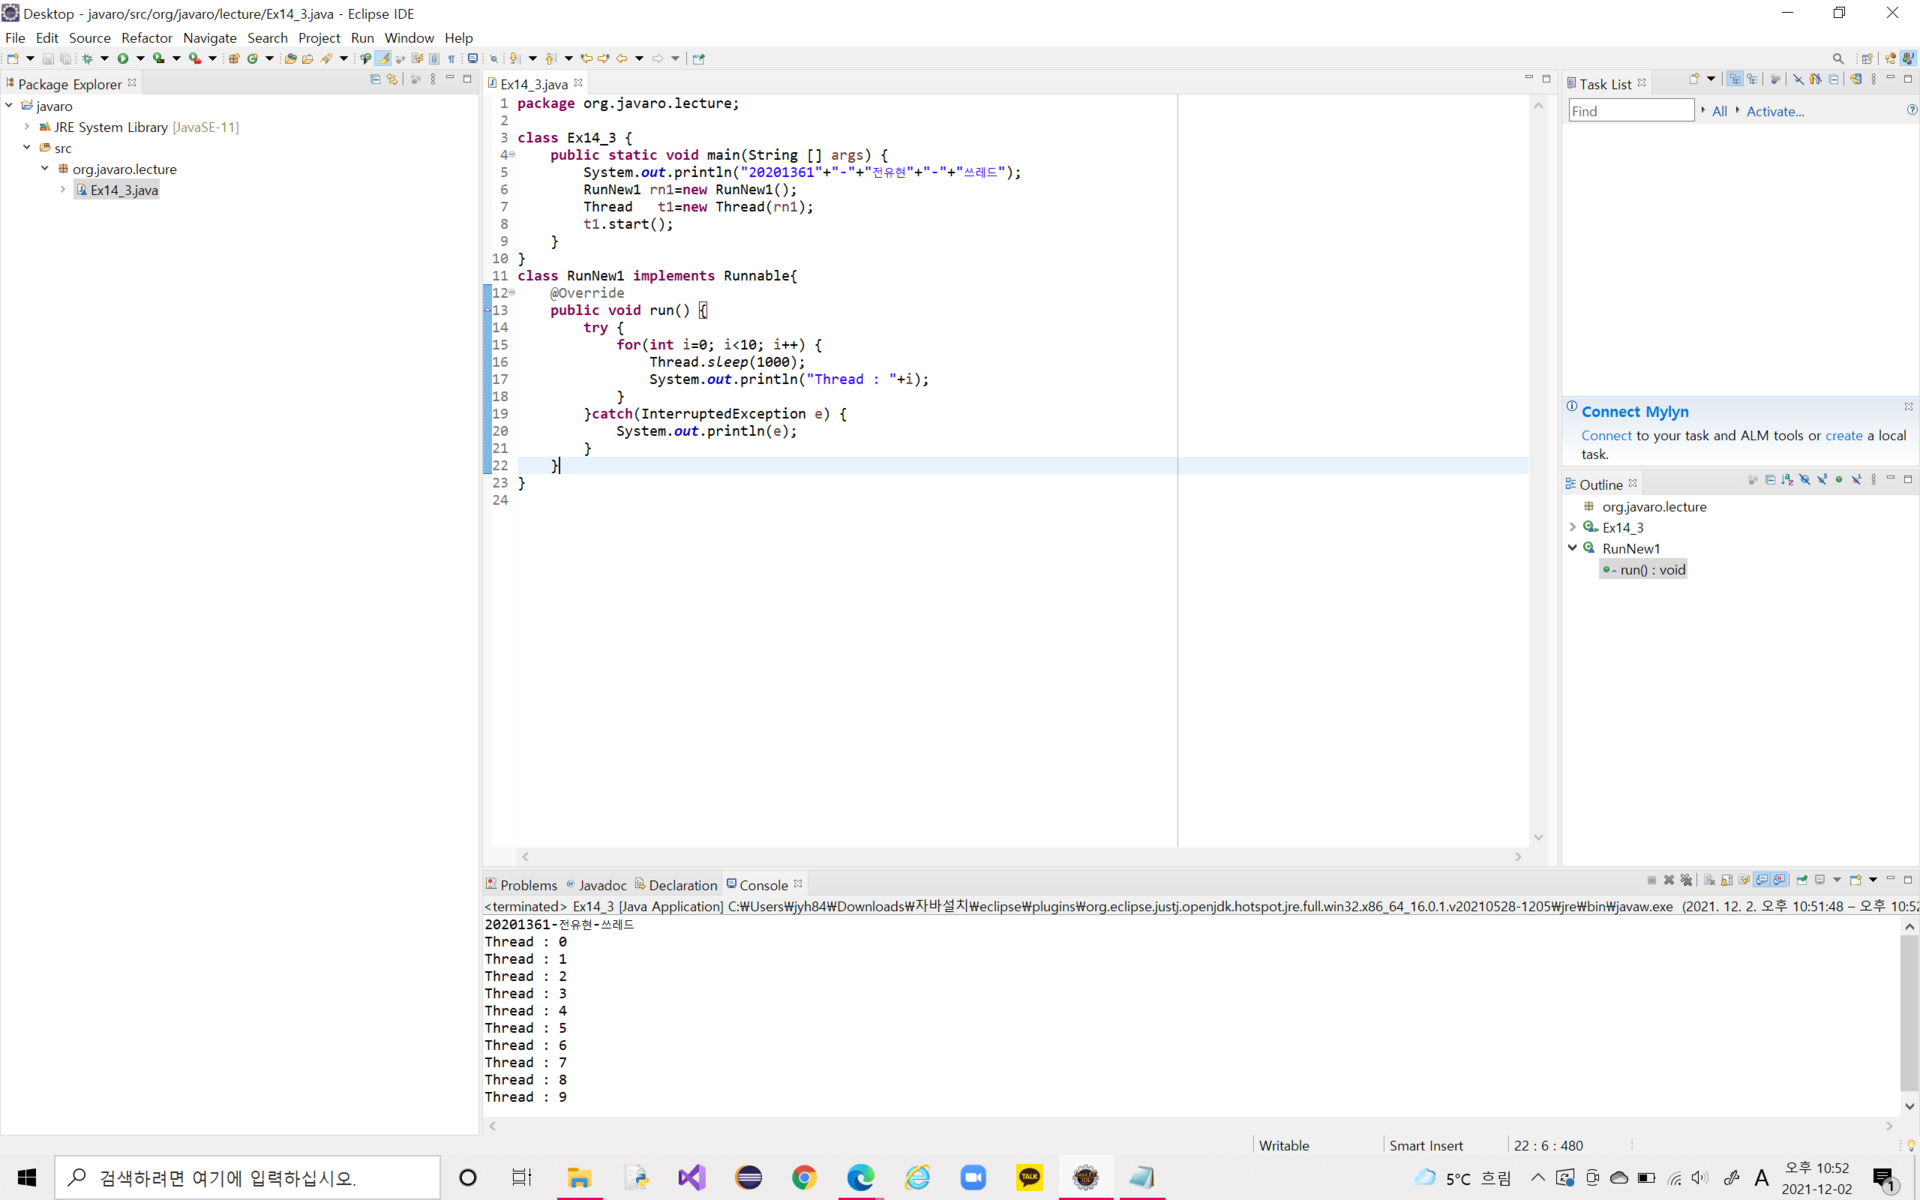 Desktop - javaro/src/org/javaro/lecture/Ex14_3.java - Eclipse IDE
File Edit Source Refactor Navigate Search Project Run Window Help
Package Explorer
javaro
JRE System Library [JavaSE-11]
src
org.javaro.lecture
Ex14_3.java
Ex14_3.java
1 package org.javaro.lecture;
2
3 class Ex14_3 {
4 public static void main(String [] args) {
5 System.out.println("20201361"+"-"+"전유현"+"-"+"쓰레드");
6 RunNew1 rn1=new RunNew1();
7 Thread t1=new Thread(rn1);
8 t1.start();
9 }
10 }
11 class RunNew1 implements Runnable{
12 @Override
13 public void run() {
14 try {
15 for(int i=0; i<10; i++) {
16 Thread.sleep(1000);
17 System.out.println("Thread : "+i);
18 }
19 }catch(InterruptedException e) {
20 System.out.println(e);
21 }
22 }
23 }
24
Task List
Find All Activate...
Connect Mylyn
Connect to your task and ALM tools or create a local
task.
Outline
org.javaro.lecture
Ex14_3
RunNew1
run() : void
Problems Javadoc Declaration Console
<terminated> Ex14_3 [Java Application] C:₩Users₩jyh84₩Downloads₩자바설치₩eclipse₩plugins₩org.eclipse.justj.openjdk.hotspot.jre.full.win32.x86_64_16.0.1.v20210528-1205₩jre₩bin₩javaw.exe (2021. 12. 2. 오후 10:51:48 – 오후 10:52
20201361-전유현-쓰레드
Thread : 0
Thread : 1
Thread : 2
Thread : 3
Thread : 4
Thread : 5
Thread : 6
Thread : 7
Thread : 8
Thread : 9
Writable Smart Insert 22 : 6 : 480
검색하려면 여기에 입력하십시오.
TALK
5°C 흐림
A
오후 10:52
2021-12-02
1